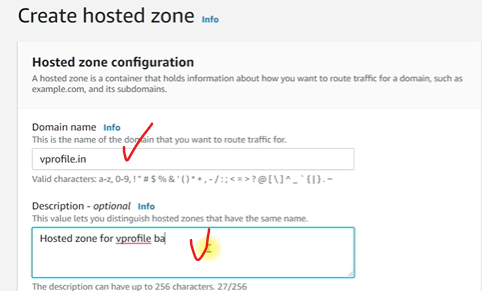 Create hosted zone Info
Hosted zone configuration
A hosted zone is a container that holds information about how you want to route traffic for a domain, such as
example.com, and its subdomains.
Domain name Info
This is the name of the domain that you want to route traffic for.
vprofile.in
Valid characters: a-z, 0-9, ! " # $ % & ' ( ) * + , - / : ; < = > ? @ [ \ ] ^ _ ` { | } . ~
Description - optional Info
This value lets you distinguish hosted zones that have the same name.
Hosted zone for vprofile ba
The description can have up to 256 characters. 27/256